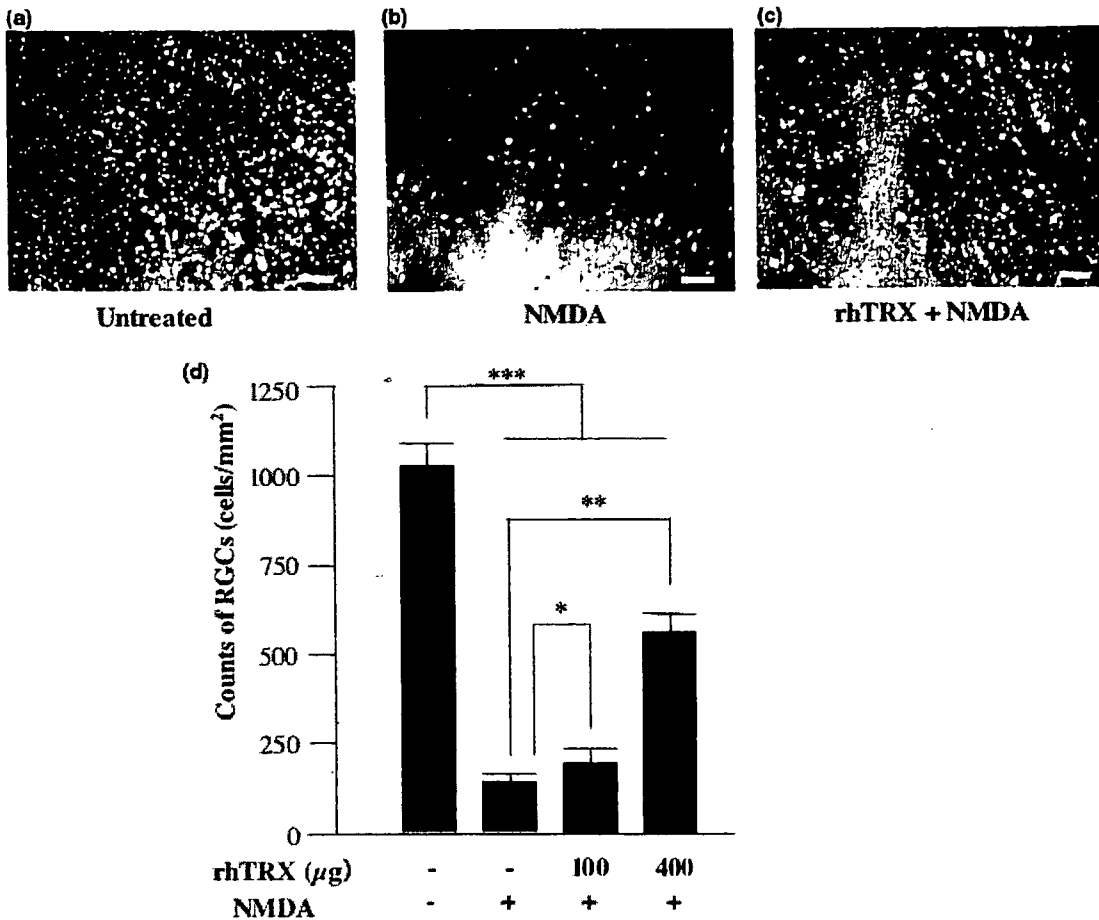 (a)
(b)
(c)
Untreated
NMDA
rhTRX + NMDA
(d)
Counts of RGCs (cells/mm²)
1250
1000
750
500
250
0
***
**
*
rhTRX (µg) - - 100 400
NMDA - + + +